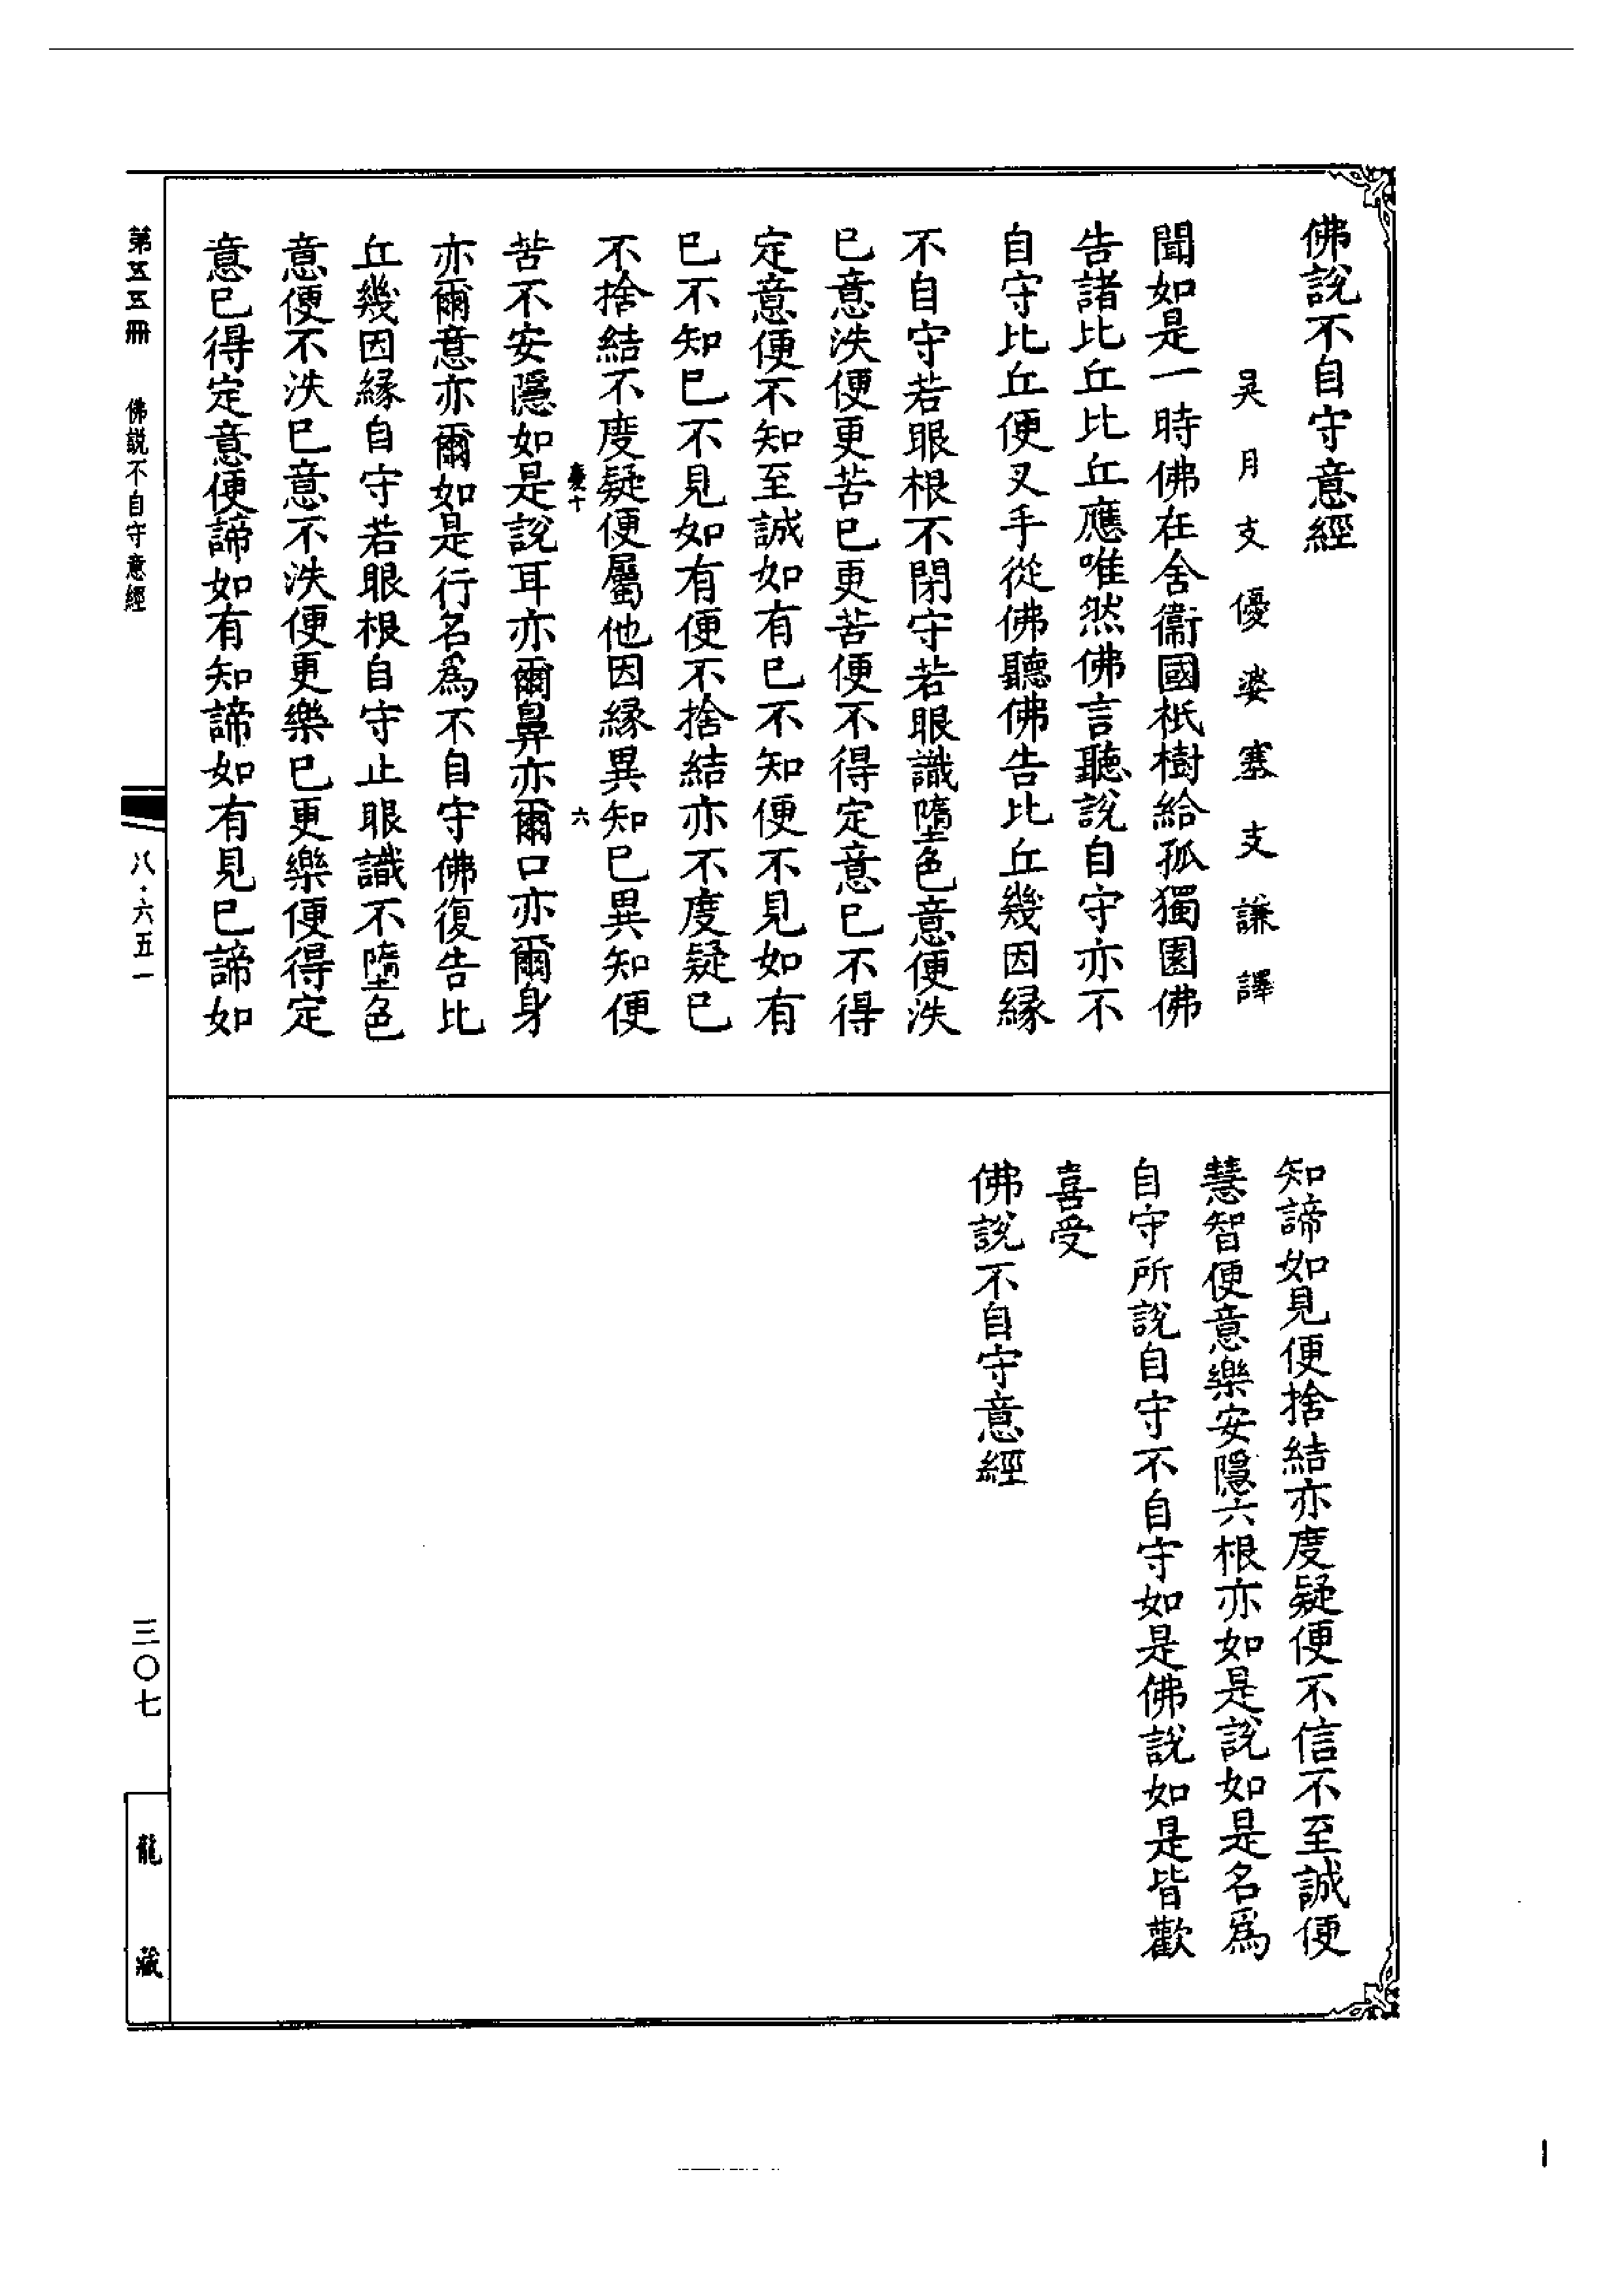 佛說不自守意經
吳月支優婆塞支謙譯
聞如是一時佛在舍衞國祇樹給孤獨園佛
告諸比丘比丘應唯然佛言聽說自守亦不
自守比丘便叉手從佛聽佛告比丘幾因緣
不自守若眼根不閉守若眼識墮色意便泆
已意泆便更苦已更苦便不得定意已不得
定意便不知至誠如有已不知便不見如有
已不知已不見如有便不捨結亦不度疑已
不捨結不度疑便屬他因緣異知已異知便
六
苦不安隱如是說耳亦爾鼻亦爾口亦爾身
亦爾意亦爾如是行名爲不自守佛復告比
丘幾因緣自守若眼根自守止眼識不墮色
意便不泆已意不泆便更樂已更樂便得定
意已得定意便諦如有知諦如有見已諦如
知諦如見便捨結亦度疑便不信不至誠便
慧智便意樂安隱六根亦如是說如是名爲
自守所說自守不自守如是佛說如是皆歡
喜受
佛說不自守意經
第五五冊　佛說不自守意經
八·六五一
三〇七
龍藏